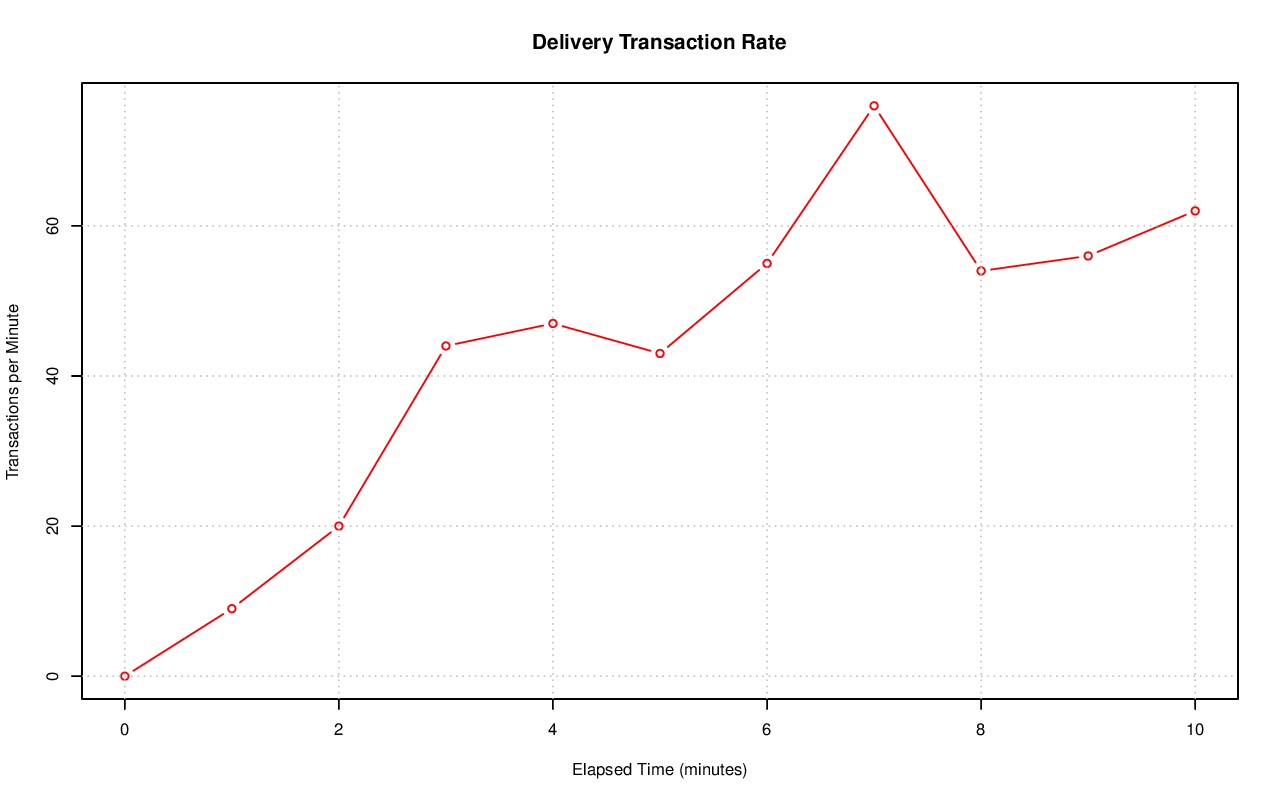 Delivery Transaction Rate
Transactions per Minute
60
40
20
0
0 2 4 6 8 10
Elapsed Time (minutes)